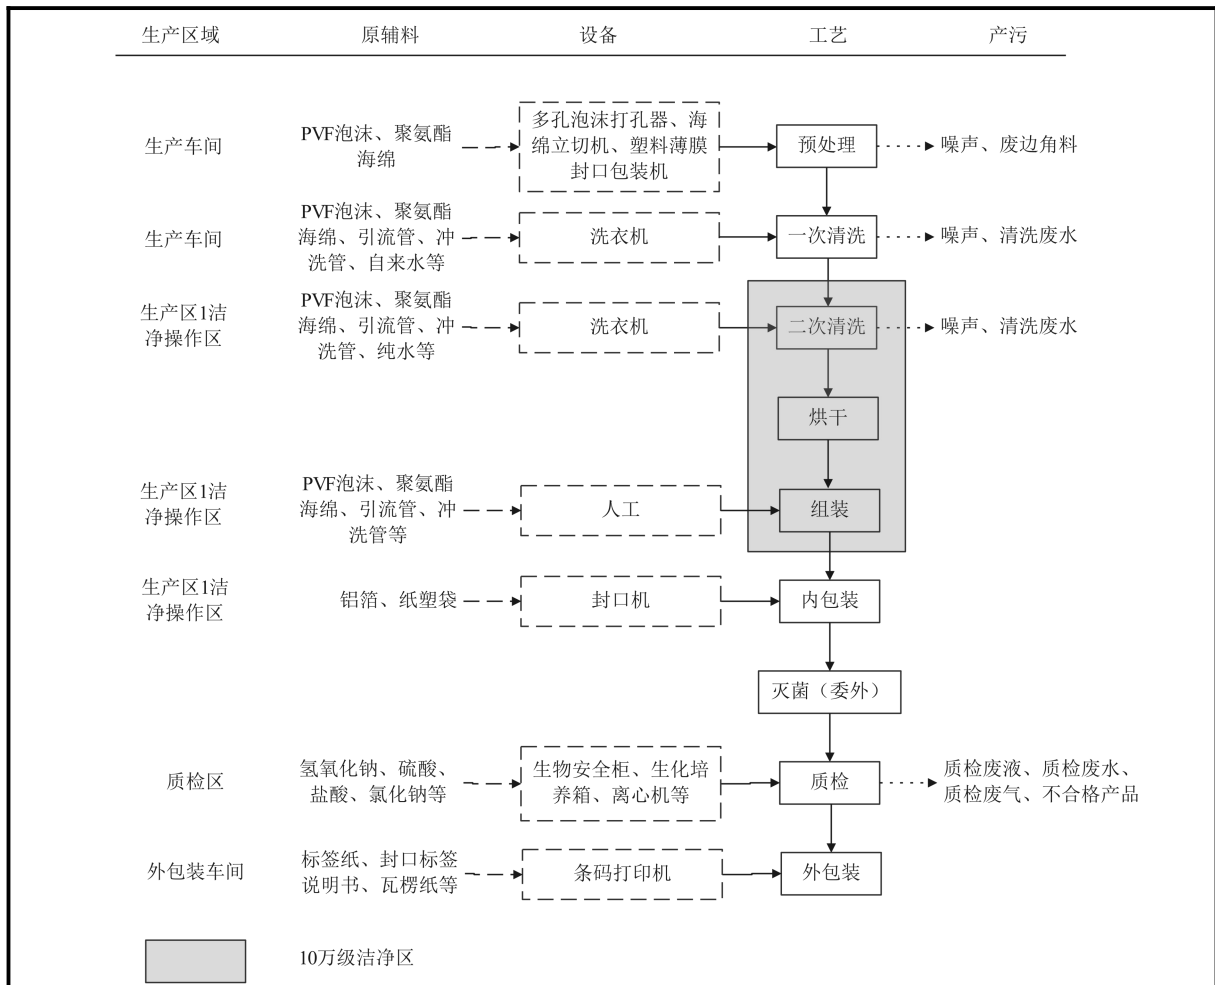 生产区域 原辅料 设备 工艺 产污
生产车间
PVF泡沫、聚氨酯
海绵
多孔泡沫打孔器、海
绵立切机、塑料薄膜
封口包装机
预处理
噪声、废边角料
生产车间
PVF泡沫、聚氨酯
海绵、引流管、冲
洗管、自来水等
洗衣机
一次清洗
噪声、清洗废水
生产区1洁
净操作区
PVF泡沫、聚氨酯
海绵、引流管、冲
洗管、纯水等
洗衣机
二次清洗
噪声、清洗废水
烘干
生产区1洁
净操作区
PVF泡沫、聚氨酯
海绵、引流管、冲
洗管等
人工
组装
生产区1洁
净操作区
铝箔、纸塑袋
封口机
内包装
灭菌（委外）
质检区
氢氧化钠、硫酸、
盐酸、氯化钠等
生物安全柜、生化培
养箱、离心机等
质检
质检废液、质检废水、
质检废气、不合格产品
外包装车间
标签纸、封口标签
说明书、瓦楞纸等
条码打印机
外包装
10万级洁净区